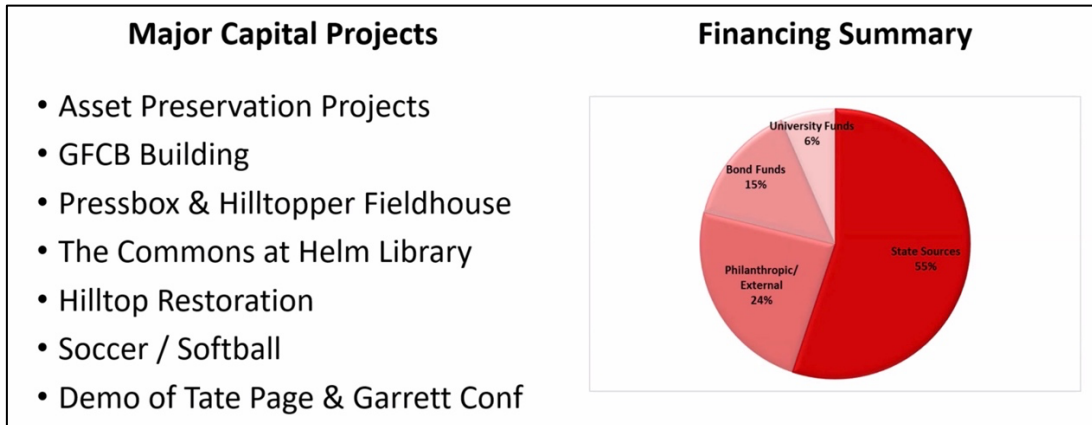 Major Capital Projects
• Asset Preservation Projects
• GFCB Building
• Pressbox & Hilltopper Fieldhouse
• The Commons at Helm Library
• Hilltop Restoration
• Soccer / Softball
• Demo of Tate Page & Garrett Conf
Financing Summary
University Funds
6%
Bond Funds
15%
Philanthropic/
External
24%
State Sources
55%